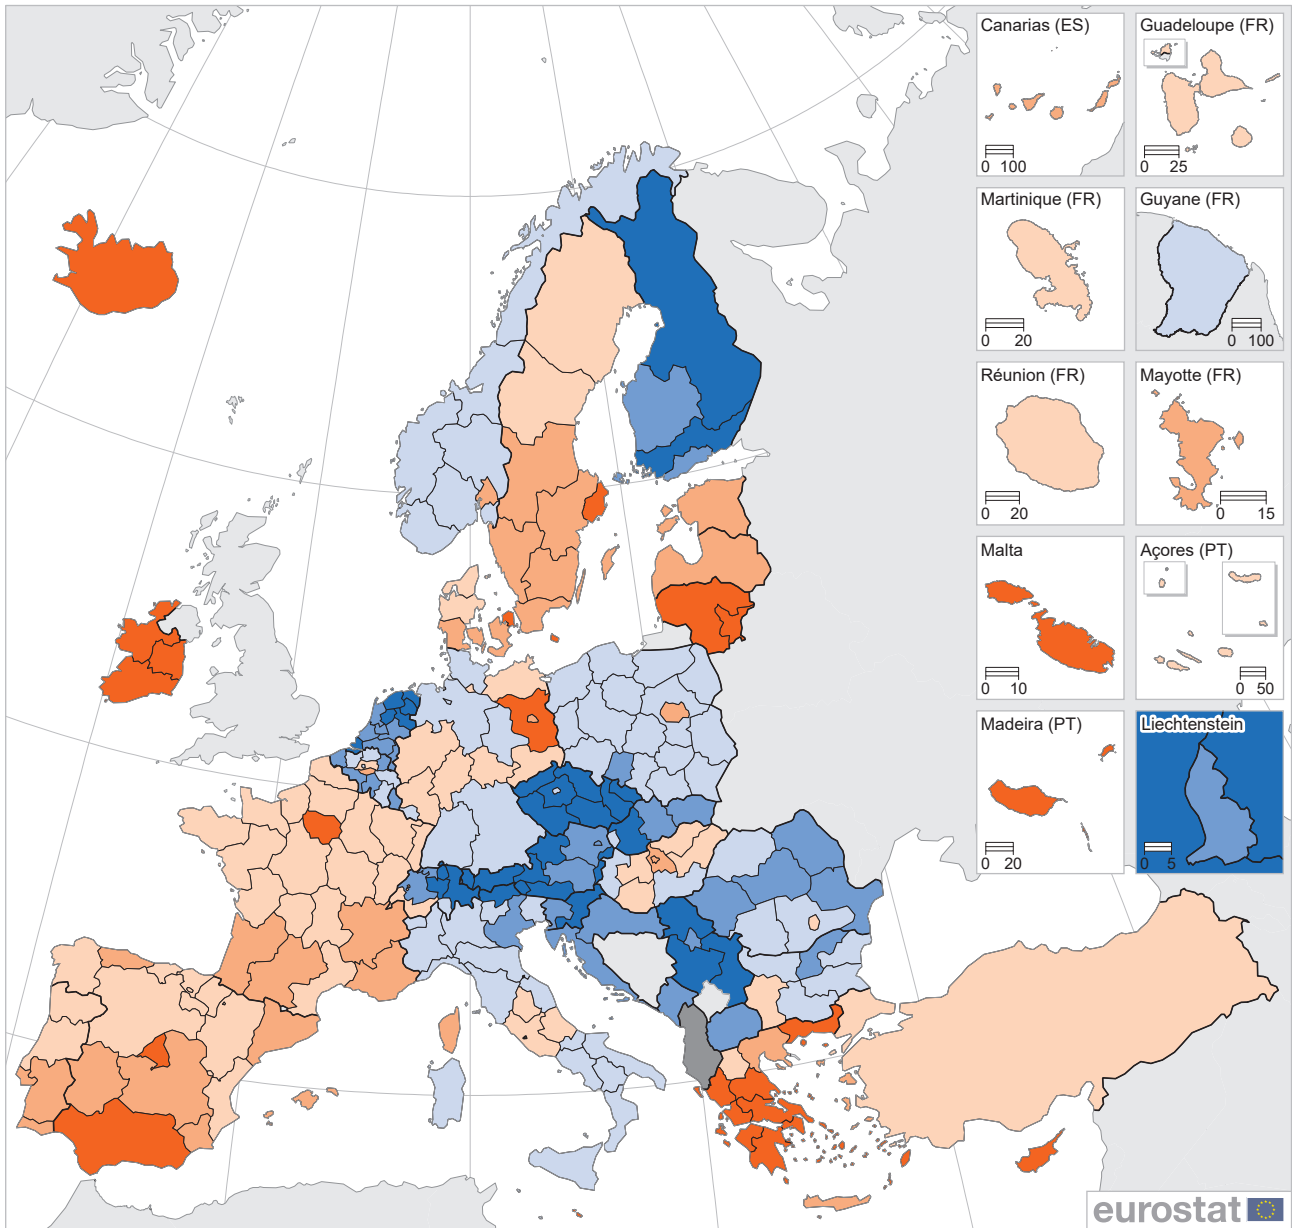 Canarias (ES)
0 100
Guadeloupe (FR)
0 25
Martinique (FR)
0 20
Guyane (FR)
0 100
Réunion (FR)
0 20
Mayotte (FR)
0 15
Malta
0 10
Açores (PT)
0 50
Madeira (PT)
0 20
Liechtenstein
0 5
eurostat